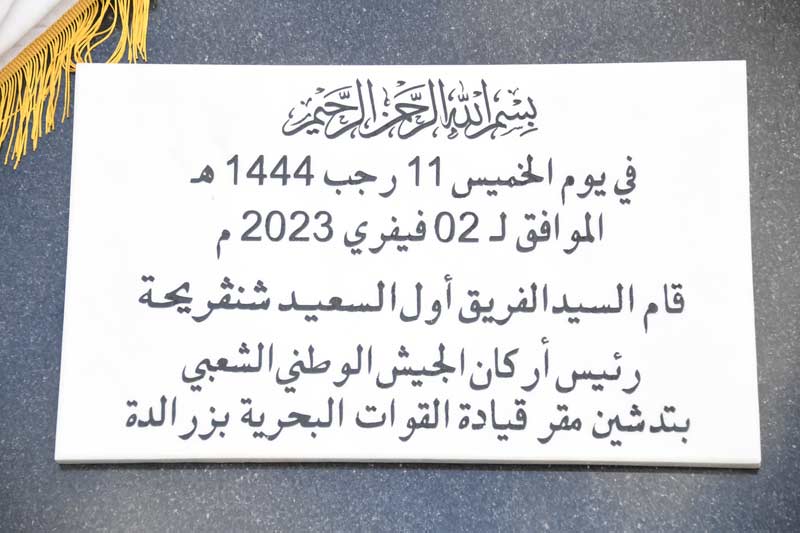 بسم الله الرحمن الرحيم
في يوم الخميس 11 رجب 1444 هـ
الموافق لـ 02 فيفري 2023 م
قام السيد الفريق أول السعيد شنڨريحة
رئيس أركان الجيش الوطني الشعبي
بتدشين مقر قيادة القوات البحرية بزرالدة